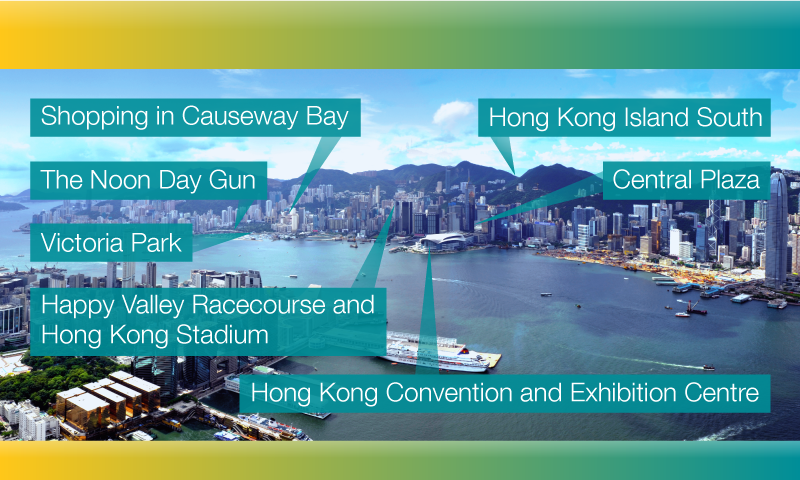 Shopping in Causeway Bay
Hong Kong Island South
The Noon Day Gun
Central Plaza
Victoria Park
Happy Valley Racecourse and
Hong Kong Stadium
Hong Kong Convention and Exhibition Centre